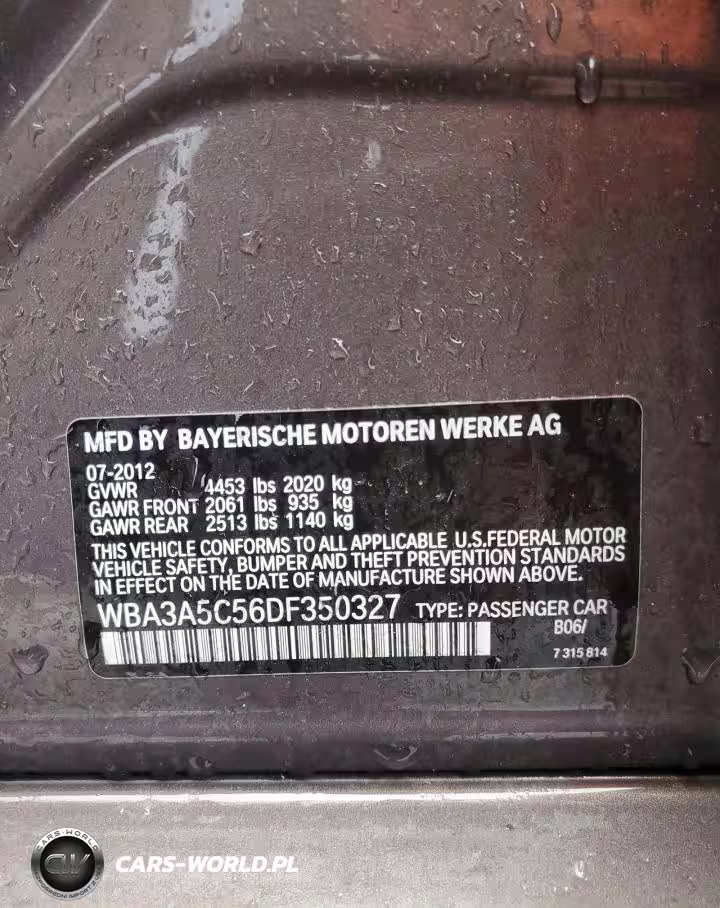 MFD BY BAYERISCHE MOTOREN WERKE AG
07-2012
GVWR 4453 lbs 2020 kg
GAWR FRONT 2061 lbs 935 kg
GAWR REAR 2513 lbs 1140 kg
THIS VEHICLE CONFORMS TO ALL APPLICABLE U.S.FEDERAL MOTOR
VEHICLE SAFETY, BUMPER AND THEFT PREVENTION STANDARDS
IN EFFECT ON THE DATE OF MANUFACTURE SHOWN ABOVE.
WBA3A5C56DF350327 TYPE: PASSENGER CAR
B06/
7 315 814
CARS-WORLD
CW
CARS-WORLD.PL